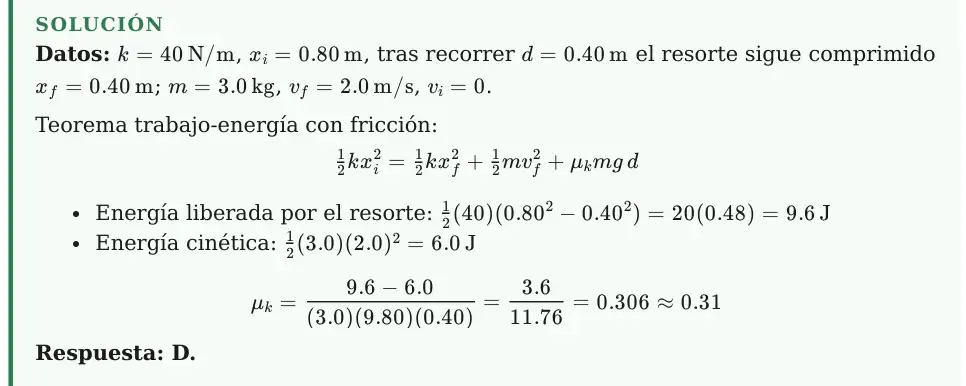 SOLUCIÓN
Datos: k = 40 N/m, x_i = 0.80 m, tras recorrer d = 0.40 m el resorte sigue comprimido
x_f = 0.40 m; m = 3.0 kg, v_f = 2.0 m/s, v_i = 0.
Teorema trabajo-energía con fricción:
½kx_i² = ½kx_f² + ½mv_f² + μ_k mg d
• Energía liberada por el resorte: ½(40)(0.80² − 0.40²) = 20(0.48) = 9.6 J
• Energía cinética: ½(3.0)(2.0)² = 6.0 J
μ_k = (9.6 − 6.0)/((3.0)(9.80)(0.40)) = 3.6/11.76 = 0.306 ≈ 0.31
Respuesta: D.